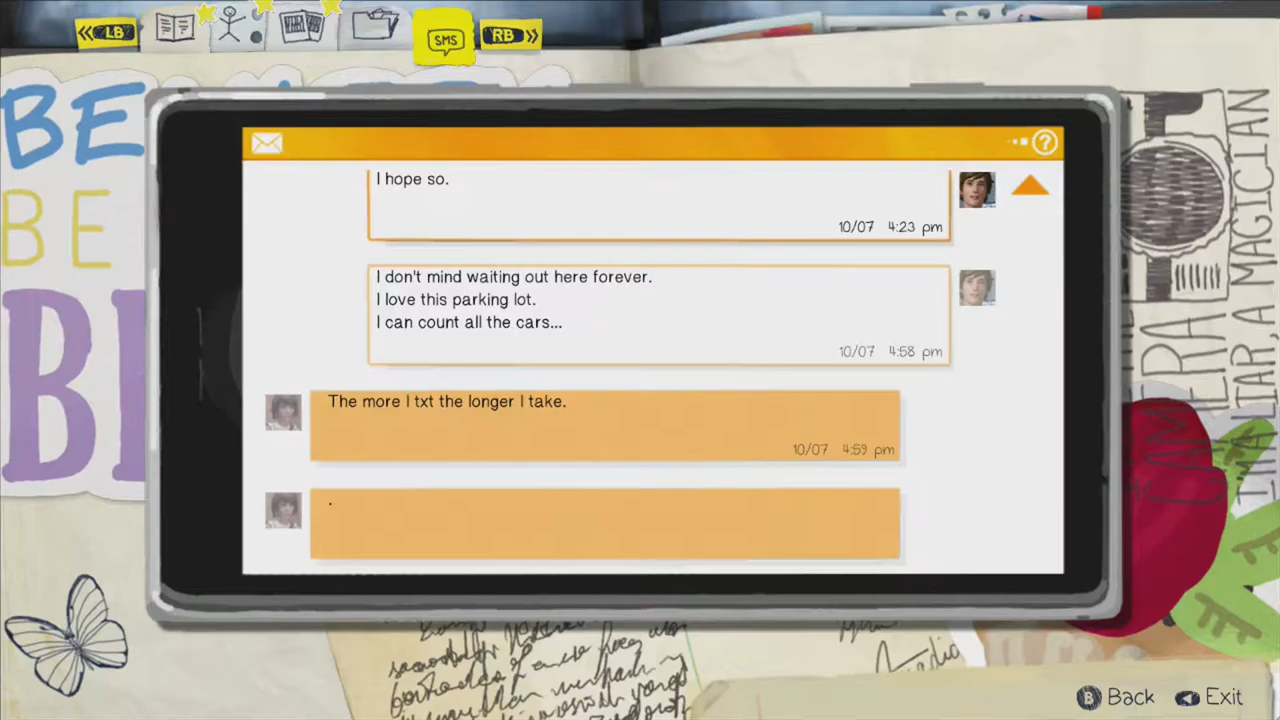 LB
SMS
RB
BE
BE
I hope so.
10/07 4:23 pm
I don't mind waiting out here forever.
I love this parking lot.
I can count all the cars...
10/07 4:58 pm
The more I txt the longer I take.
10/07 4:59 pm
.
CAMERA
LIAR, A MAGICIAN
B Back
Exit